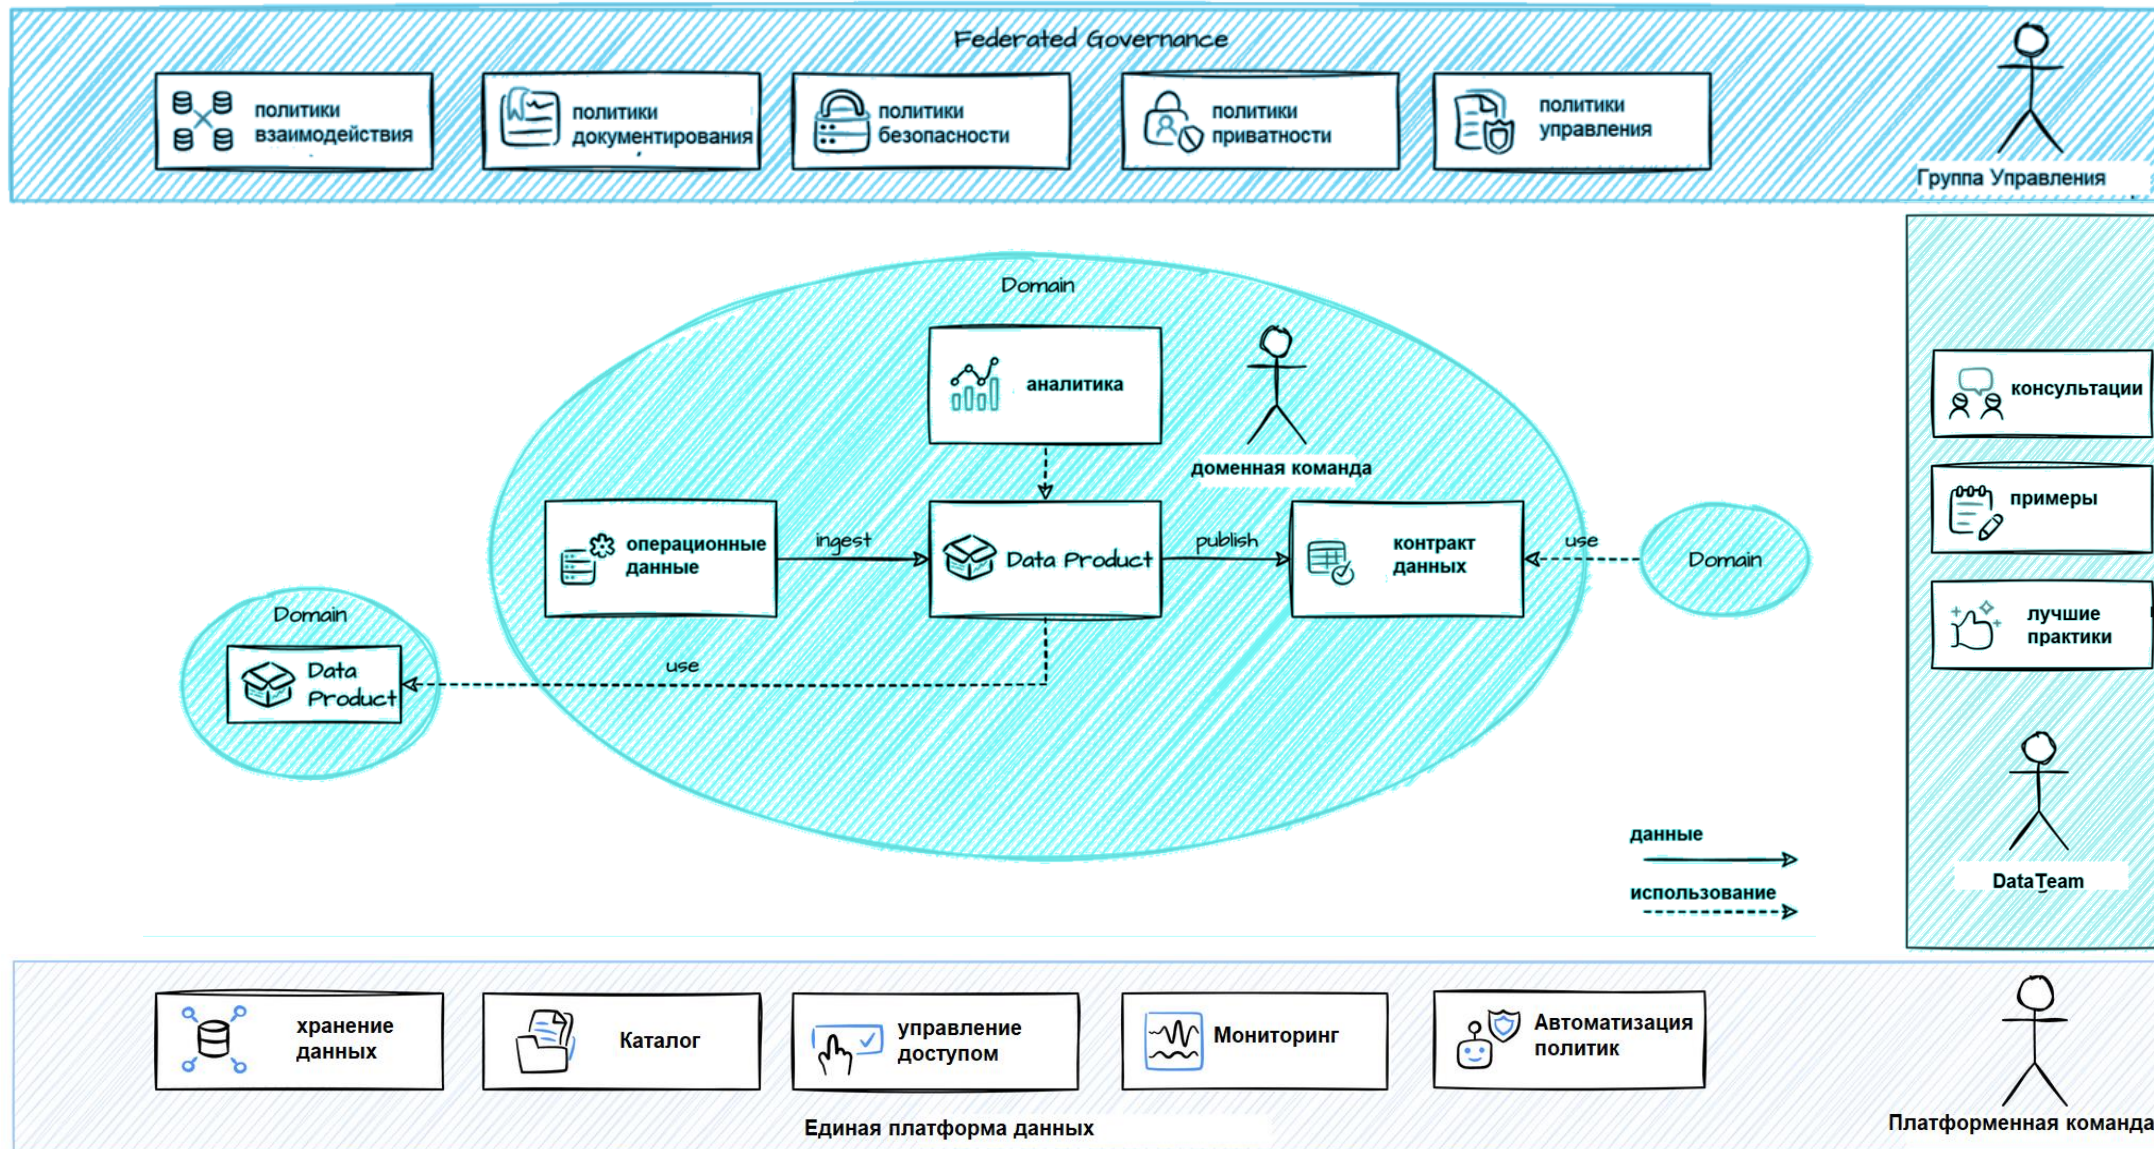 Federated Governance
политики
взаимодействия
политики
документирования
политики
безопасности
политики
приватности
политики
управления
Группа Управления
Domain
аналитика
доменная команда
операционные
данные
ingest
Data Product
publish
контракт
данных
use
Domain
Domain
Data
Product
use
данные
использование
консультации
примеры
лучшие
практики
DataTeam
хранение
данных
Каталог
управление
доступом
Мониторинг
Автоматизация
политик
Единая платформа данных
Платформенная команда